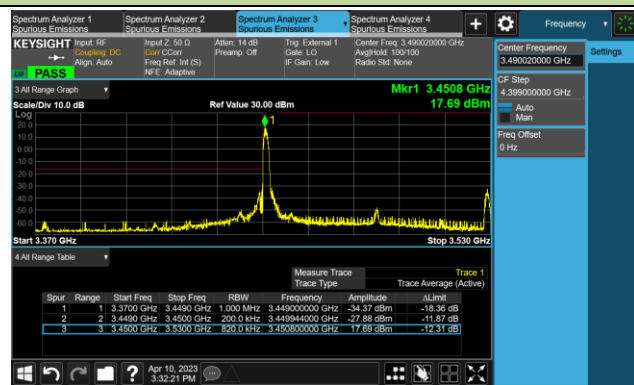 Spectrum Analyzer 1
Spurious Emissions
Spectrum Analyzer 2
Spurious Emissions
Spectrum Analyzer 3
Spurious Emissions
Spectrum Analyzer 4
Spurious Emissions
Frequency
KEYSIGHT
Input: RF
Coupling: DC
Align: Auto
Input Z: 50 Ω
Corr CCorr
Freq Ref: Int (S)
NFE: Adaptive
Atten: 14 dB
Preamp: Off
Trig: External 1
Gate: LO
IF Gain: Low
Center Freq: 3.490020000 GHz
Avg|Hold: 100/100
Radio Std: None
PASS
Center Frequency
3.490020000 GHz
Settings
CF Step
4.399000000 GHz
Auto
Man
Freq Offset
0 Hz
3 All Range Graph
Mkr1 3.4508 GHz
Scale/Div 10.0 dB
Ref Value 30.00 dBm
17.69 dBm
Log
20.0
10.0
0.00
-10.0
-20.0
-30.0
-40.0
-50.0
-60.0
1
Start 3.370 GHz
Stop 3.530 GHz
4 All Range Table
Measure Trace Trace 1
Trace Type Trace Average (Active)
Spur Range Start Freq Stop Freq RBW Frequency Amplitude ΔLimit
1 1 3.3700 GHz 3.4490 GHz 1.000 MHz 3.449000000 GHz -34.37 dBm -18.36 dB
2 2 3.4490 GHz 3.4500 GHz 200.0 kHz 3.449944000 GHz -27.88 dBm -11.87 dB
3 3 3.4500 GHz 3.5300 GHz 820.0 kHz 3.450800000 GHz 17.69 dBm -12.31 dB
?
Apr 10, 2023
3:32:21 PM